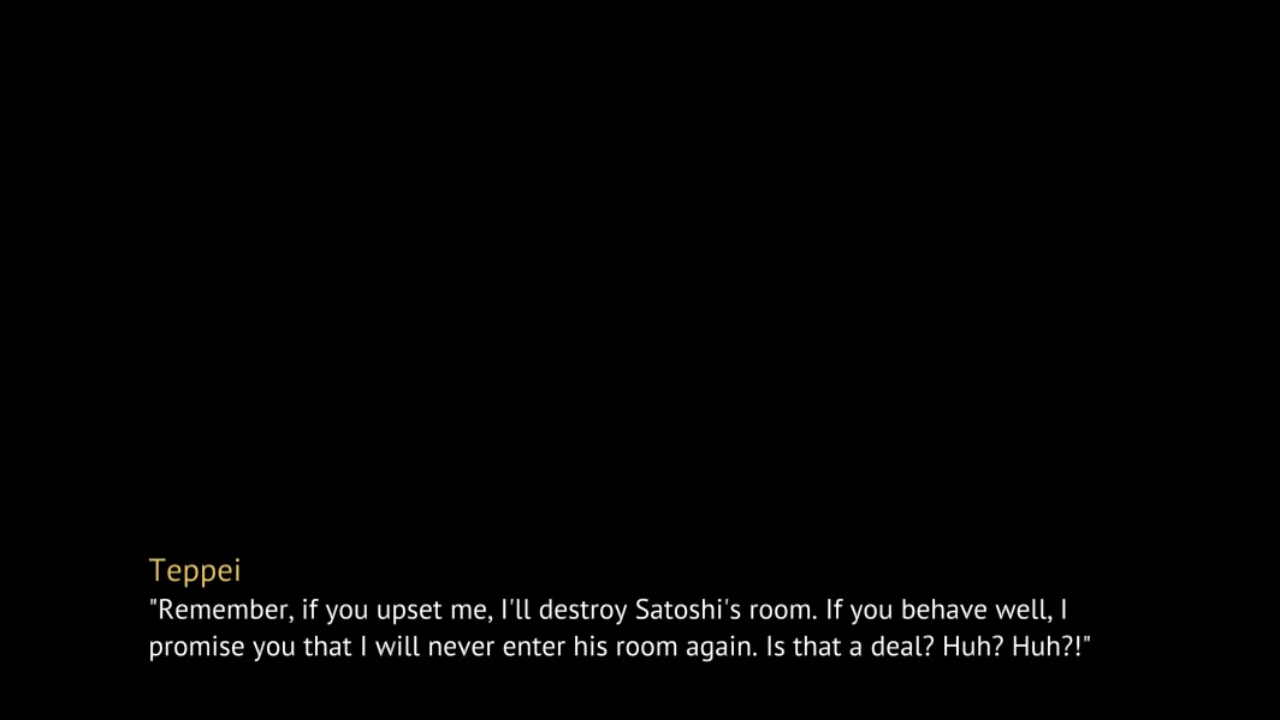 Teppei
"Remember, if you upset me, I'll destroy Satoshi's room. If you behave well, I
promise you that I will never enter his room again. Is that a deal? Huh? Huh?!"